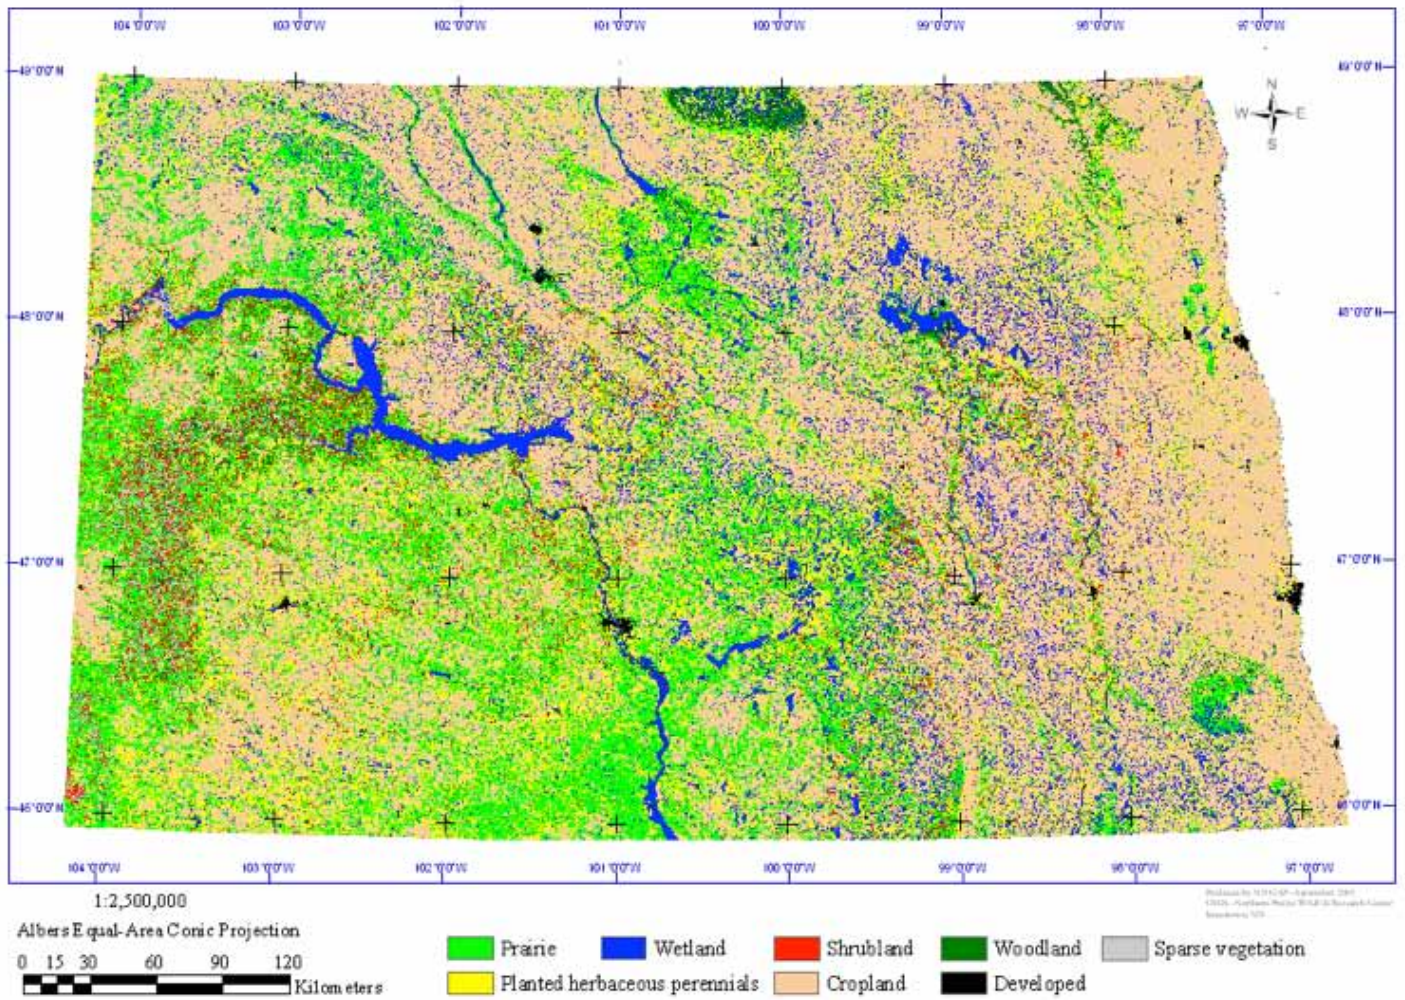 104°0'0"W 103°0'0"W 102°0'0"W 101°0'0"W 100°0'0"W 99°0'0"W 98°0'0"W 97°0'0"W
49°0'0"N 49°0'0"N
N
W E
S
48°0'0"N 48°0'0"N
47°0'0"N 47°0'0"N
46°0'0"N 46°0'0"N
104°0'0"W 103°0'0"W 102°0'0"W 101°0'0"W 100°0'0"W 99°0'0"W 98°0'0"W 97°0'0"W
1:2,500,000
Albers Equal-Area Conic Projection
0 15 30 60 90 120
Kilometers
Prairie Wetland Shrubland Woodland Sparse vegetation
Planted herbaceous perennials Cropland Developed